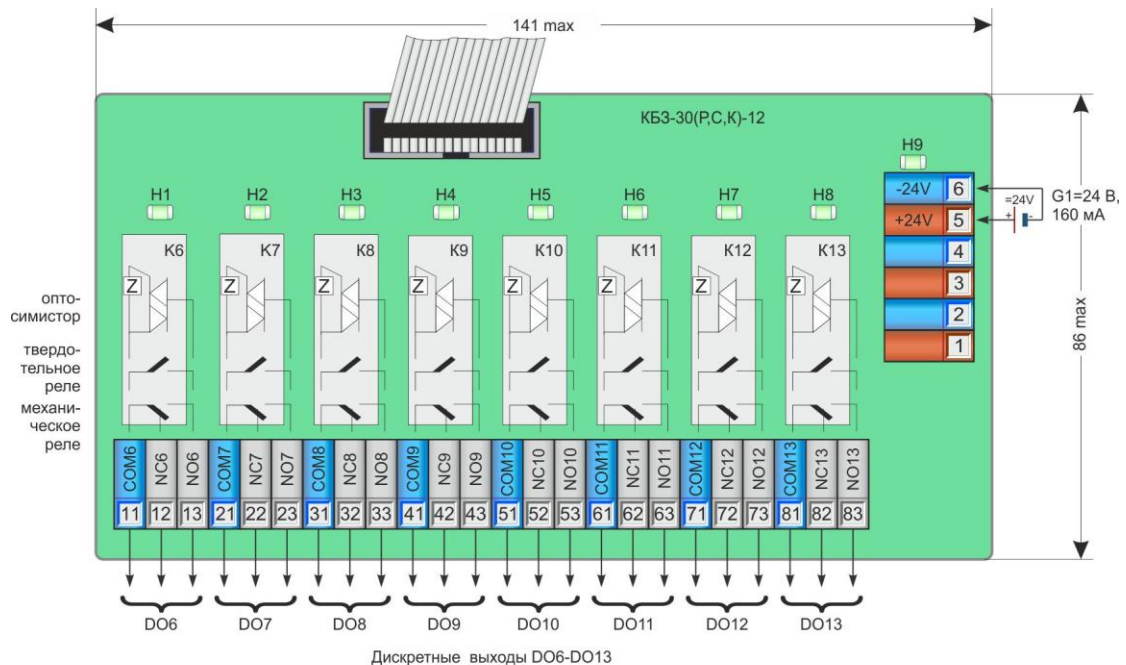 141 max
КБЗ-30(Р,С,К)-12
H9
-24V 6
+24V 5
4
3
2
1
=24V
+ -
G1=24 В,
160 мА
86 max
H1 H2 H3 H4 H5 H6 H7 H8
K6 K7 K8 K9 K10 K11 K12 K13
Z Z Z Z Z Z Z Z
опто-
симистор
твердо-
тельное
реле
механи-
ческое
реле
COM6 NC6 NO6 COM7 NC7 NO7 COM8 NC8 NO8 COM9 NC9 NO9 COM10 NC10 NO10 COM11 NC11 NO11 COM12 NC12 NO12 COM13 NC13 NO13
11 12 13 21 22 23 31 32 33 41 42 43 51 52 53 61 62 63 71 72 73 81 82 83
DO6 DO7 DO8 DO9 DO10 DO11 DO12 DO13
Дискретные выходы DO6-DO13